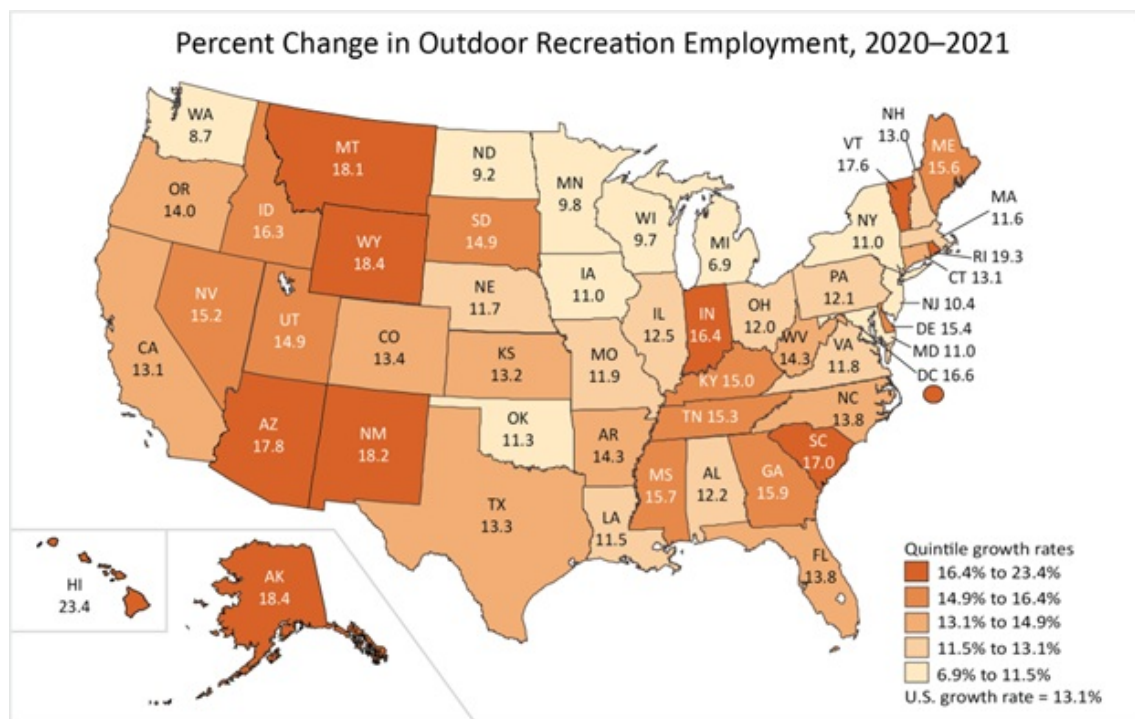 Percent Change in Outdoor Recreation Employment, 2020–2021
WA
8.7
MT
18.1
ND
9.2
MN
9.8
NH
13.0
VT
17.6
ME
15.6
OR
14.0
ID
16.3
WY
18.4
SD
14.9
WI
9.7
MI
6.9
NY
11.0
MA
11.6
RI 19.3
CT 13.1
NV
15.2
UT
14.9
NE
11.7
IA
11.0
IL
12.5
IN
16.4
OH
12.0
PA
12.1
NJ 10.4
DE 15.4
MD 11.0
DC 16.6
CA
13.1
CO
13.4
KS
13.2
MO
11.9
KY 15.0
WV
14.3
VA
11.8
AZ
17.8
NM
18.2
OK
11.3
AR
14.3
TN 15.3
NC
13.8
SC
17.0
TX
13.3
LA
11.5
MS
15.7
AL
12.2
GA
15.9
FL
13.8
HI
23.4
AK
18.4
Quintile growth rates
16.4% to 23.4%
14.9% to 16.4%
13.1% to 14.9%
11.5% to 13.1%
6.9% to 11.5%
U.S. growth rate = 13.1%